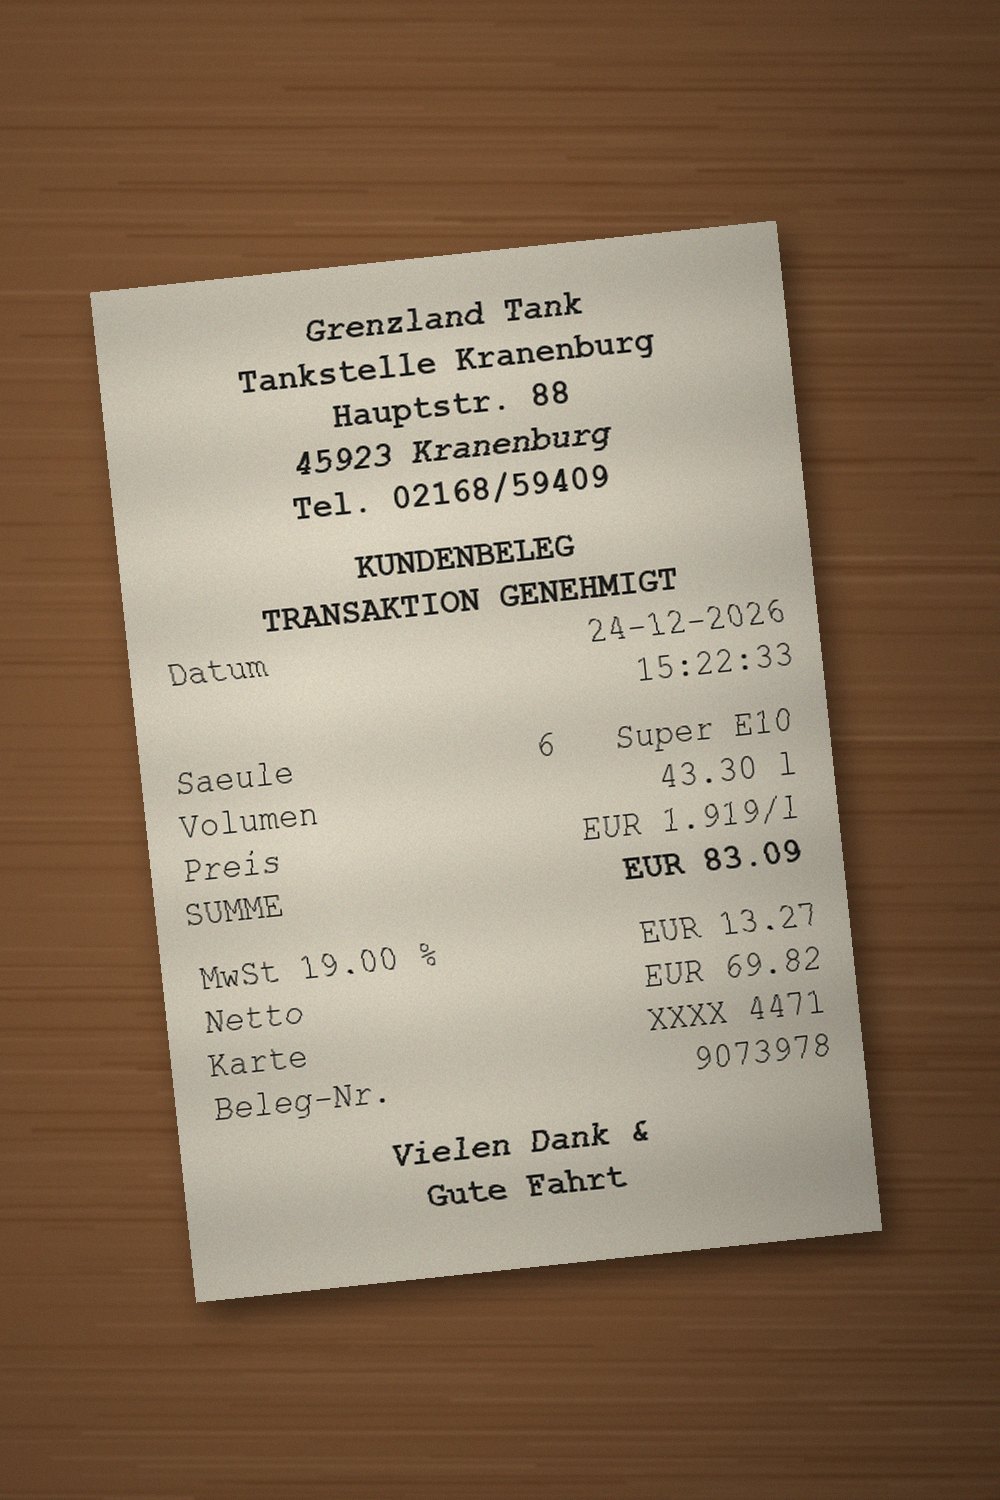 Grenzland Tank
Tankstelle Kranenburg
Hauptstr. 88
45923 Kranenburg
Tel. 02168/59409
KUNDENBELEG
TRANSAKTION GENEHMIGT
Datum 24-12-2026
15:22:33
Saeule 6 Super E10
Volumen 43.30 l
Preis EUR 1.919/l
SUMME EUR 83.09
MwSt 19.00 % EUR 13.27
Netto EUR 69.82
Karte XXXX 4471
Beleg-Nr. 9073978
Vielen Dank &
Gute Fahrt